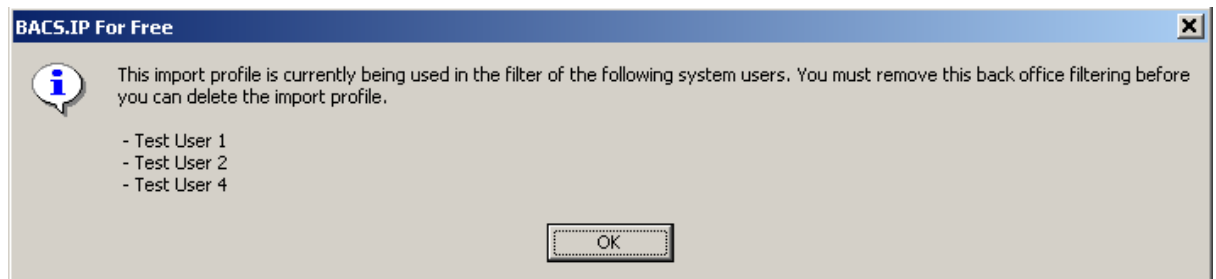 BACS.IP For Free
This import profile is currently being used in the filter of the following system users. You must remove this back office filtering before
you can delete the import profile.
- Test User 1
- Test User 2
- Test User 4
OK